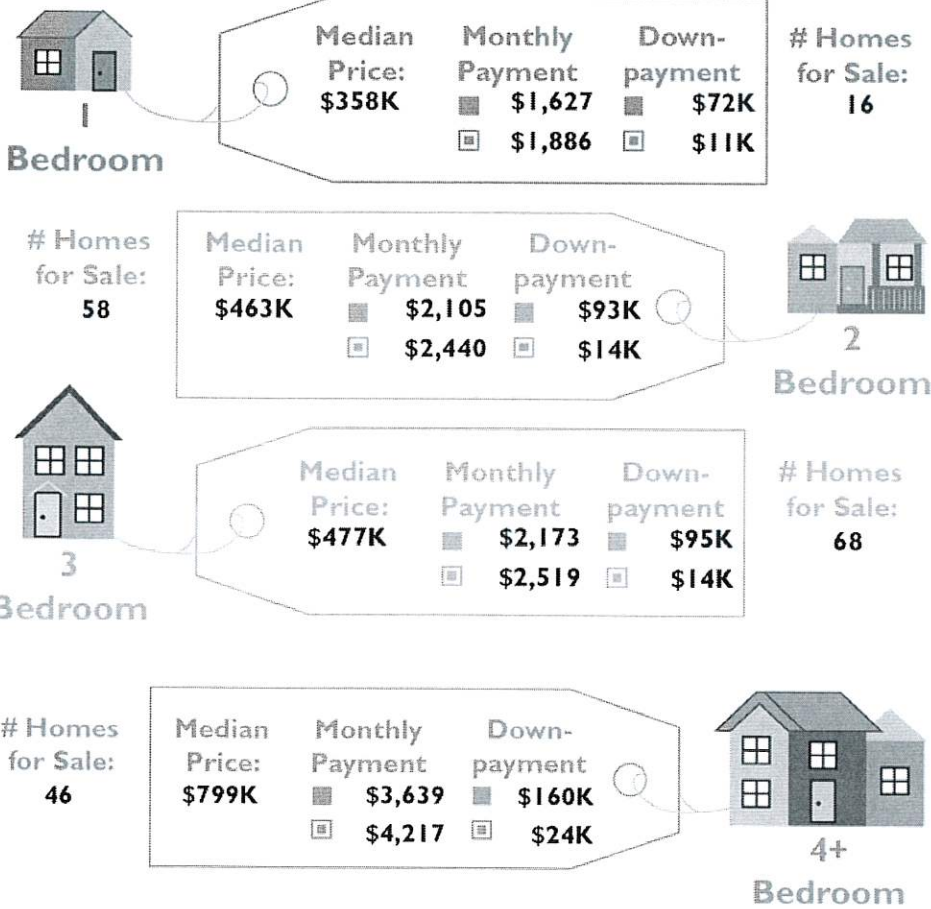 Median Monthly Down- # Homes
Price: Payment payment for Sale:
$358K $1,627 $72K 16
$1,886 $11K
1
Bedroom
# Homes Median Monthly Down-
for Sale: Price: Payment payment
58 $463K $2,105 $93K
$2,440 $14K
2
Bedroom
Median Monthly Down- # Homes
Price: Payment payment for Sale:
$477K $2,173 $95K 68
$2,519 $14K
3
Bedroom
# Homes Median Monthly Down-
for Sale: Price: Payment payment
46 $799K $3,639 $160K
$4,217 $24K
4+
Bedroom